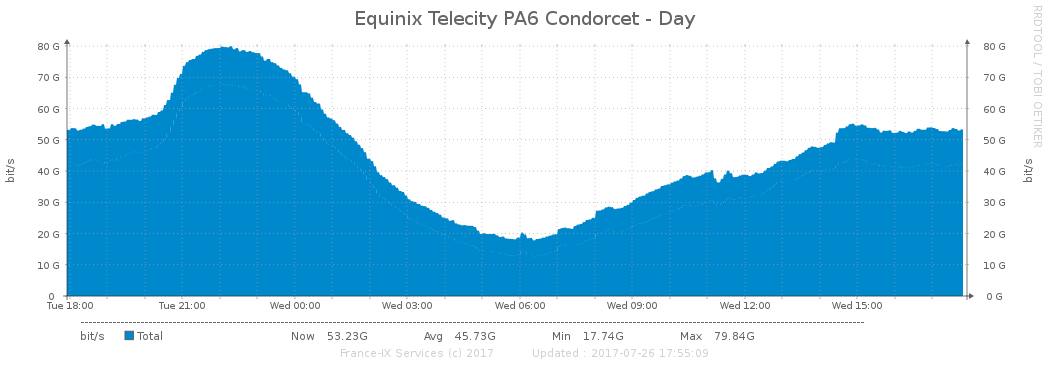 Equinix Telecity PA6 Condorcet - Day
RRDTOOL / TOBI OETIKER
bit/s
bit/s
80 G
80 G
70 G
70 G
60 G
60 G
50 G
50 G
40 G
40 G
30 G
30 G
20 G
20 G
10 G
10 G
0
0 G
Tue 18:00 Tue 21:00 Wed 00:00 Wed 03:00 Wed 06:00 Wed 09:00 Wed 12:00 Wed 15:00
bit/s Total Now 53.23G Avg 45.73G Min 17.74G Max 79.84G
France-IX Services (c) 2017 Updated : 2017-07-26 17:55:09